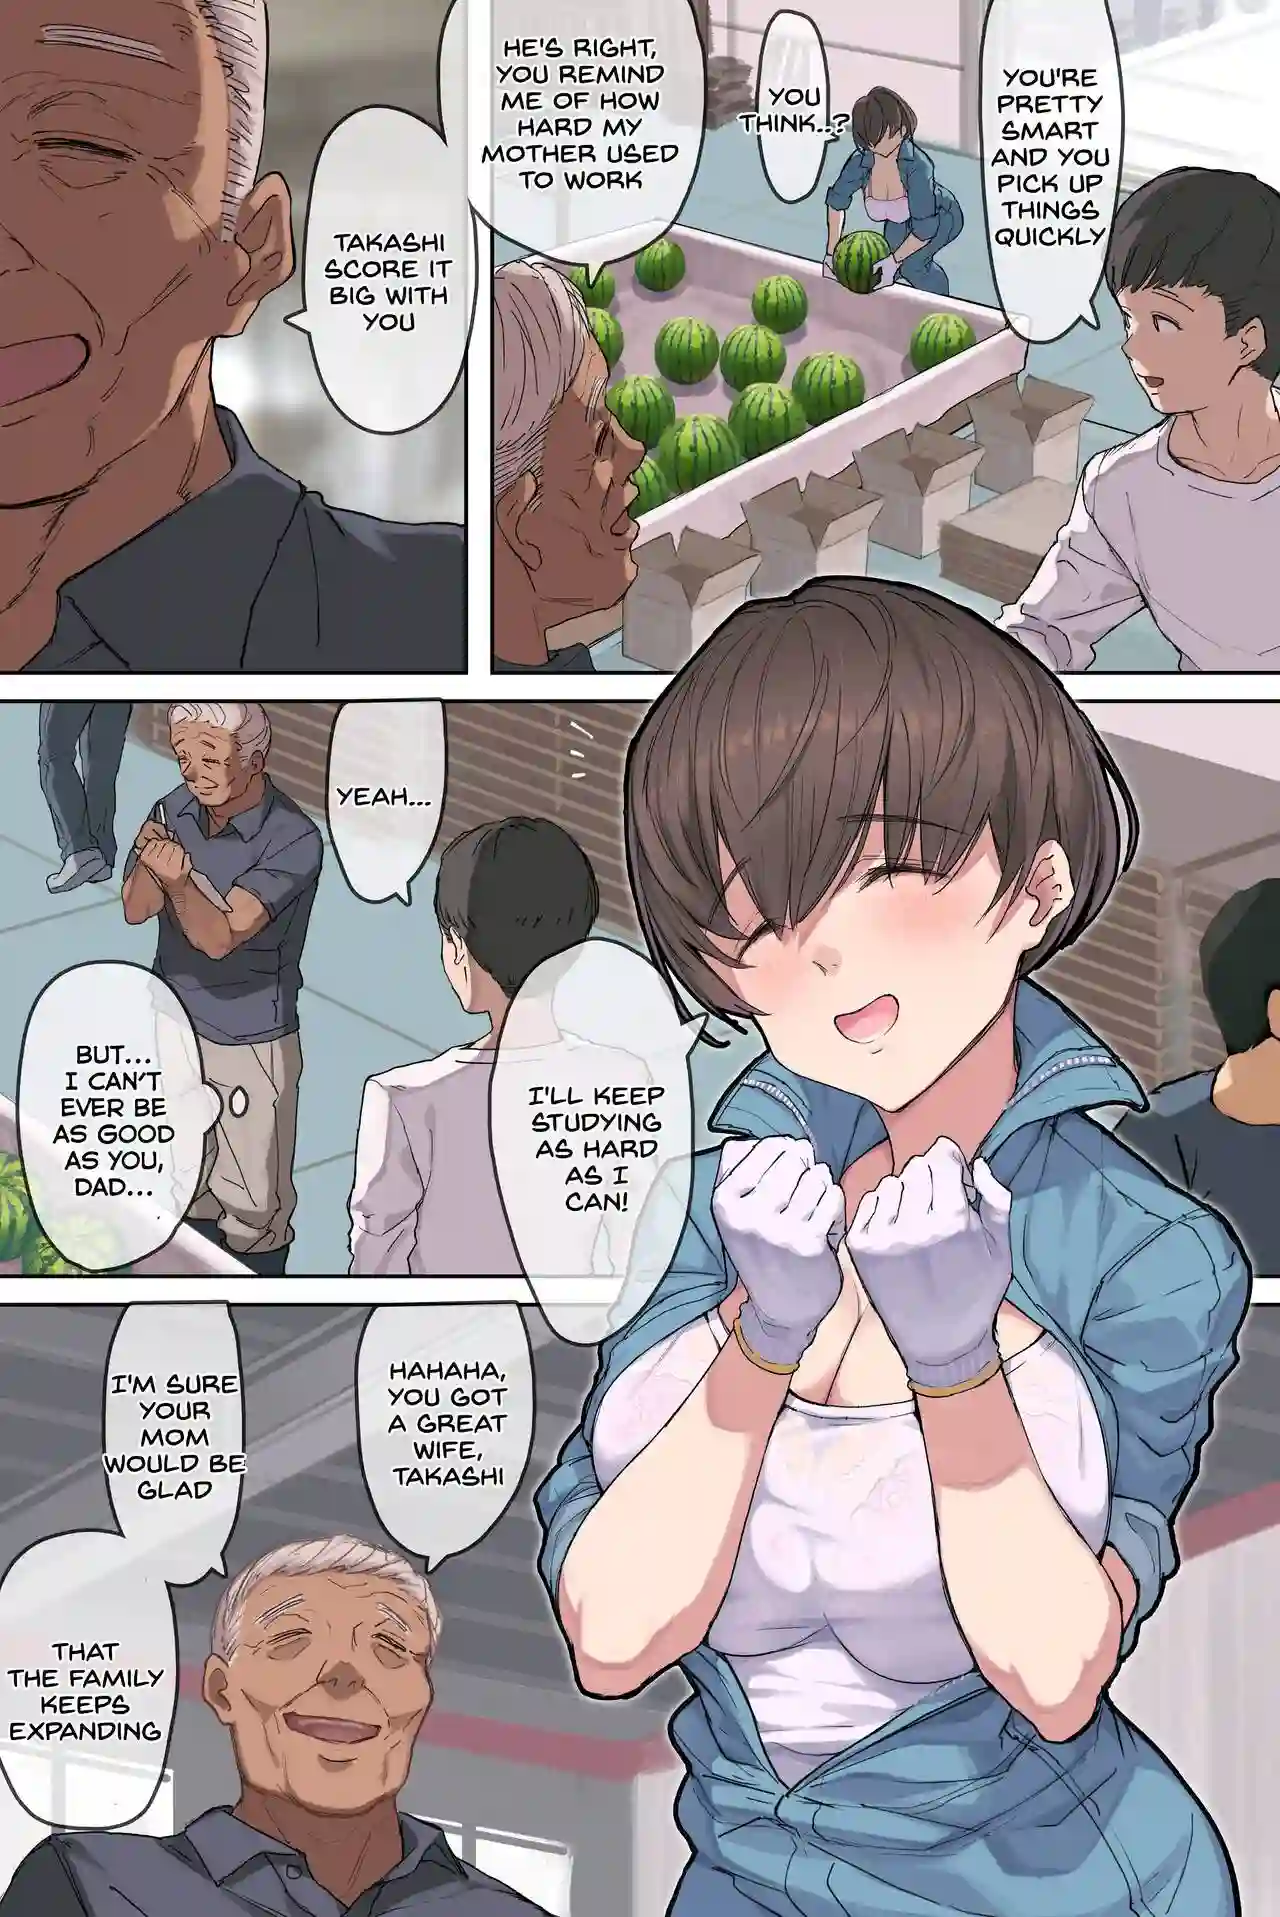 YOU'RE
PRETTY
SMART
AND YOU
PICK UP
THINGS
QUICKLY
YOU
THINK..?
HE'S RIGHT,
YOU REMIND
ME OF HOW
HARD MY
MOTHER USED
TO WORK
TAKASHI
SCORE IT
BIG WITH
YOU
I'LL KEEP
STUDYING
AS HARD
AS I
CAN!
YEAH...
BUT...
I CAN'T
EVER BE
AS GOOD
AS YOU,
DAD...
HAHAHA,
YOU GOT
A GREAT
WIFE,
TAKASHI
I'M SURE
YOUR
MOM
WOULD BE
GLAD
THAT
THE FAMILY
KEEPS
EXPANDING